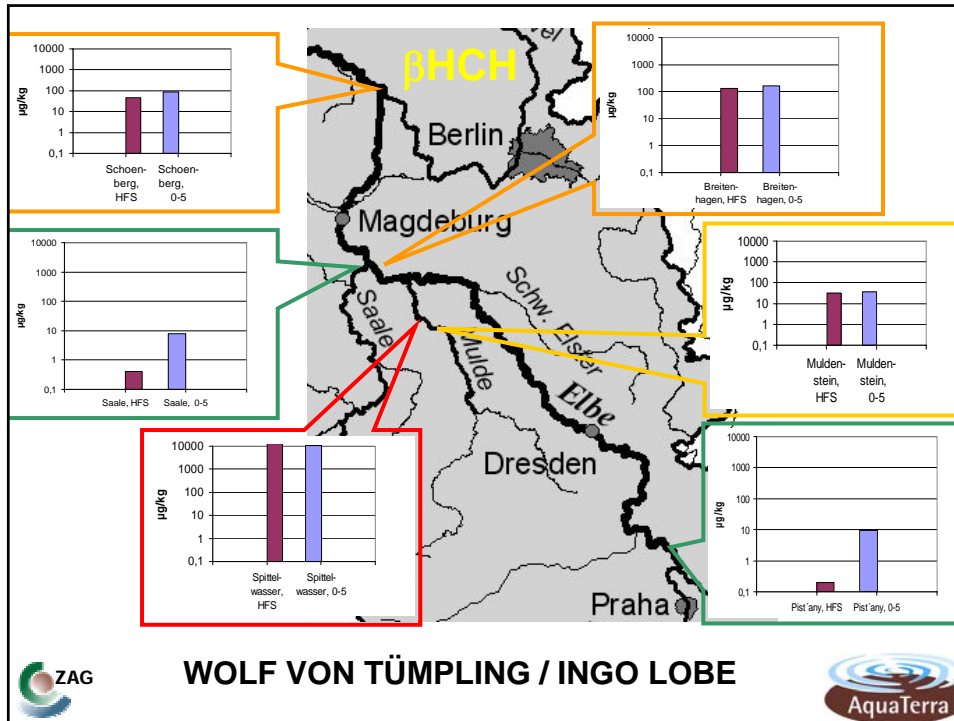 10000
1000
100
10
1
0,1
µg/kg
Schoen-
berg,
HFS
Schoen-
berg,
0-5
βHCH
Berlin
Magdeburg
Saale
Mulde
Schw. Elster
Elbe
Dresden
Praha
10000
1000
100
10
1
0,1
µg/kg
Breiten-
hagen, HFS
Breiten-
hagen, 0-5
10000
1000
100
10
1
0,1
µg/kg
Saale, HFS
Saale, 0-5
10000
1000
100
10
1
0,1
µg/kg
Mulden-
stein,
HFS
Mulden-
stein,
0-5
10000
1000
100
10
1
0,1
µg/kg
Spittel-
wasser,
HFS
Spittel-
wasser, 0-5
10000
1000
100
10
1
0,1
µg/kg
Pist´any, HFS
Pist´any, 0-5
ZAG
WOLF VON TÜMPLING / INGO LOBE
AquaTerra